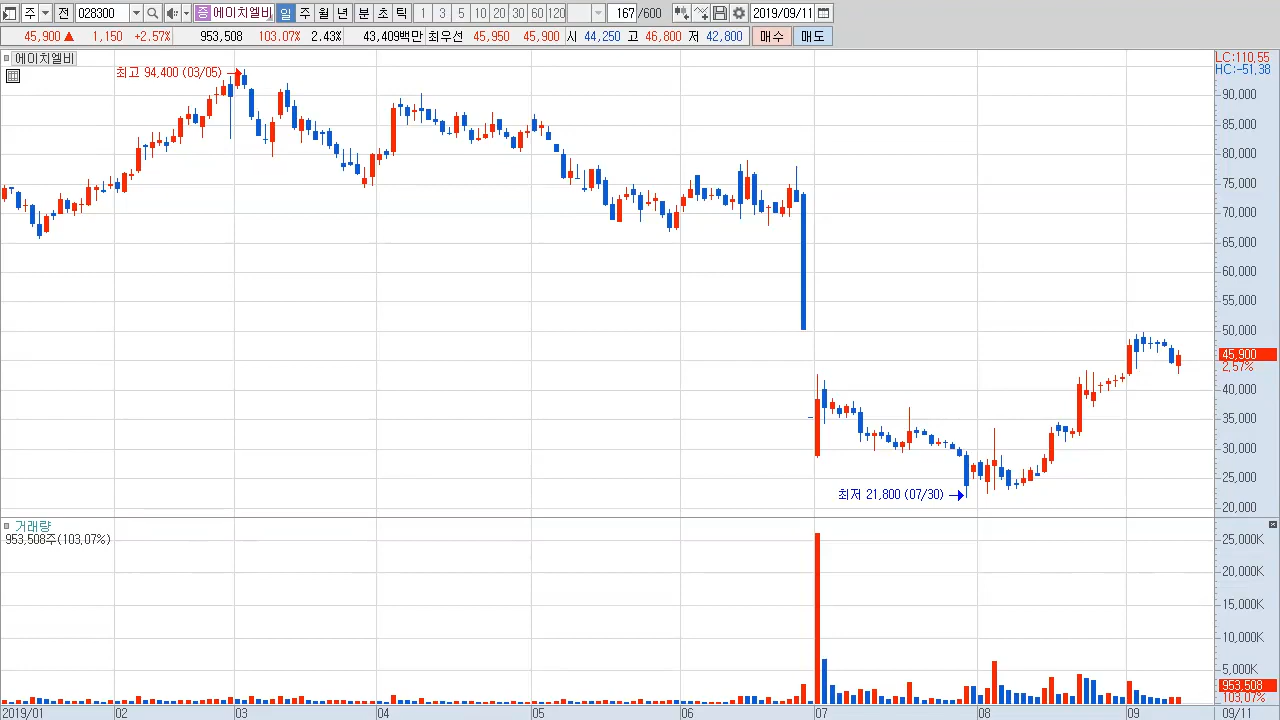 주 전 028300 증 에이치엘비 일 주 월 년 분 초 틱 1 3 5 10 20 30 60 120 167 /600 2019/09/11
45,900 ▲ 1,150 +2.57% 953,508 103.07% 2.43% 43,409백만 최우선 45,950 45,900 시 44,250 고 46,800 저 42,800 매수 매도
에이치엘비
LC:110,55
HC:-51,38
최고 94,400 (03/05)
90,000
85,000
80,000
75,000
70,000
65,000
60,000
55,000
50,000
45,900
2.57%
40,000
35,000
30,000
25,000
최저 21,800 (07/30)
20,000
거래량
953,508주(103,07%)
25,000K
20,000K
15,000K
10,000K
5,000K
953,508
103,07%
2019/01 02 03 04 05 06 07 08 09 09/11